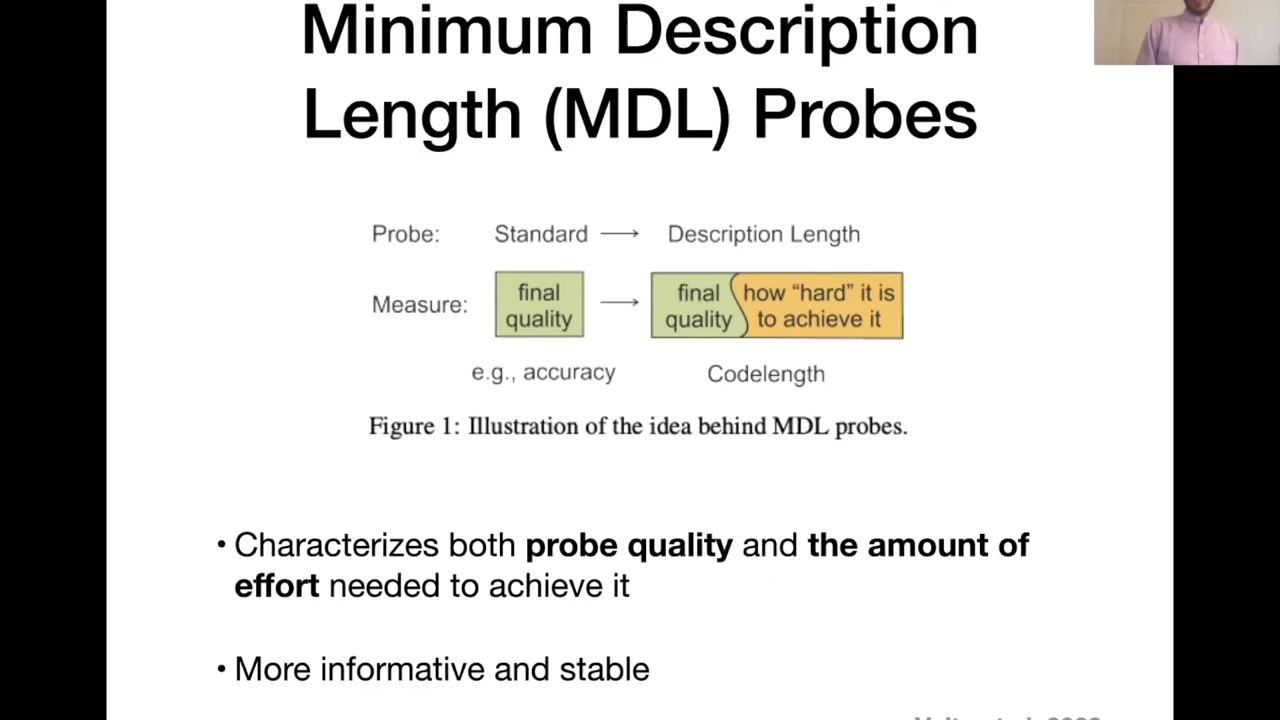 Minimum Description
Length (MDL) Probes
Probe: Standard → Description Length
Measure: final quality → final quality how “hard” it is to achieve it
e.g., accuracy Codelength
Figure 1: Illustration of the idea behind MDL probes.
• Characterizes both probe quality and the amount of
effort needed to achieve it
• More informative and stable